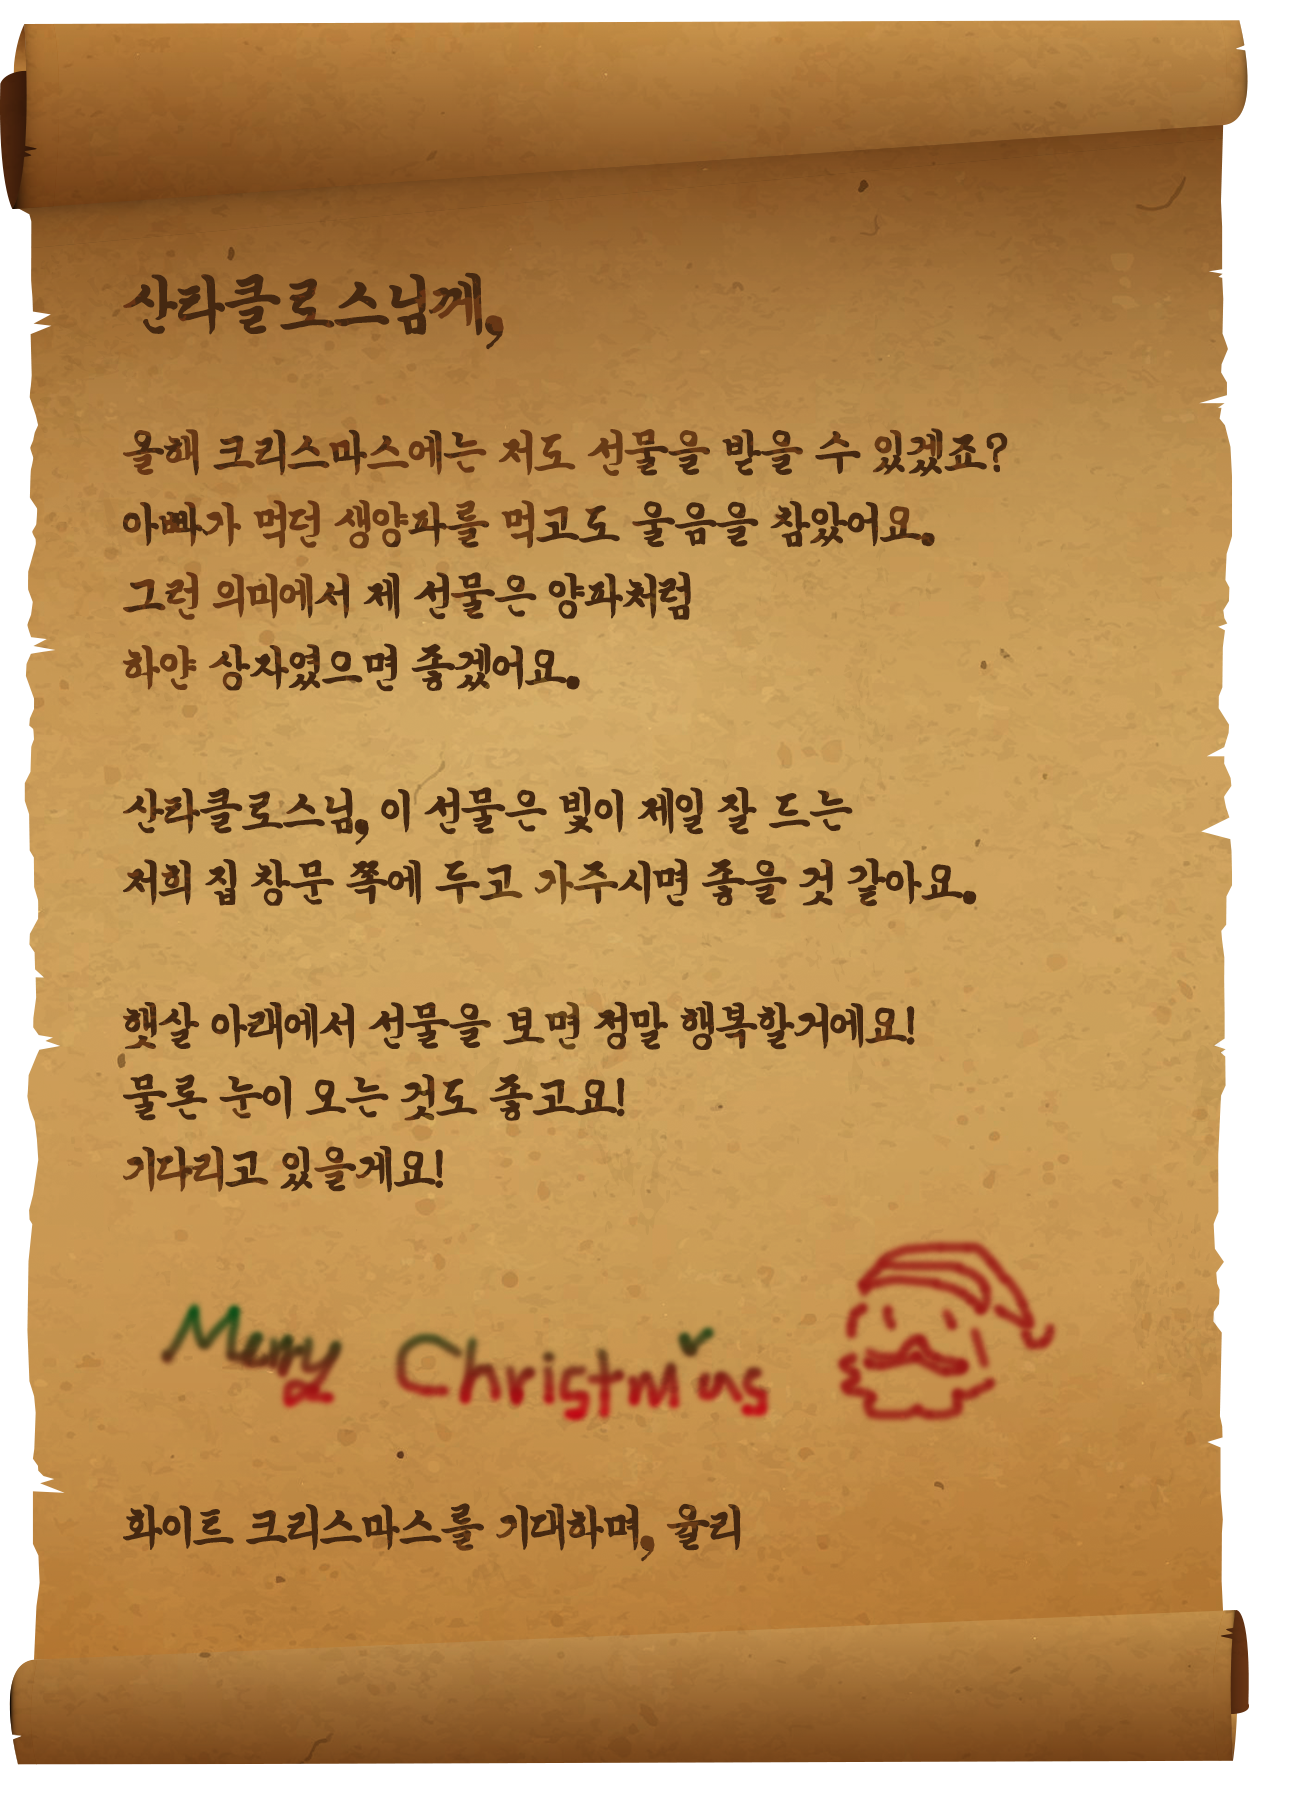 산타클로스님께,
올해 크리스마스에는 저도 선물을 받을 수 있겠죠?
아빠가 먹던 생양파를 먹고도 울음을 참았어요.
그런 의미에서 제 선물은 양파처럼
하얀 상자였으면 좋겠어요.
산타클로스님, 이 선물은 빛이 제일 잘 드는
저희 집 창문 쪽에 두고 가주시면 좋을 것 같아요.
햇살 아래에서 선물을 보면 정말 행복할거에요!
물론 눈이 오는 것도 좋고요!
기다리고 있을게요!
Merry Christmas
화이트 크리스마스를 기대하며, 율리